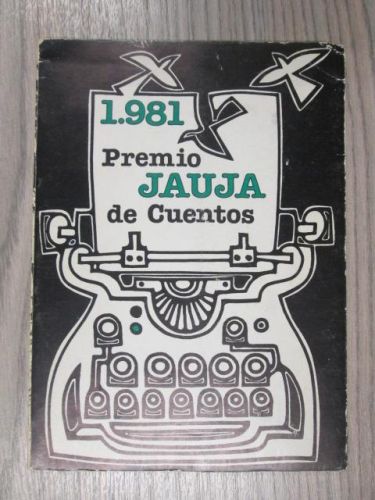 1.981
Premio
JAUJA
de Cuentos